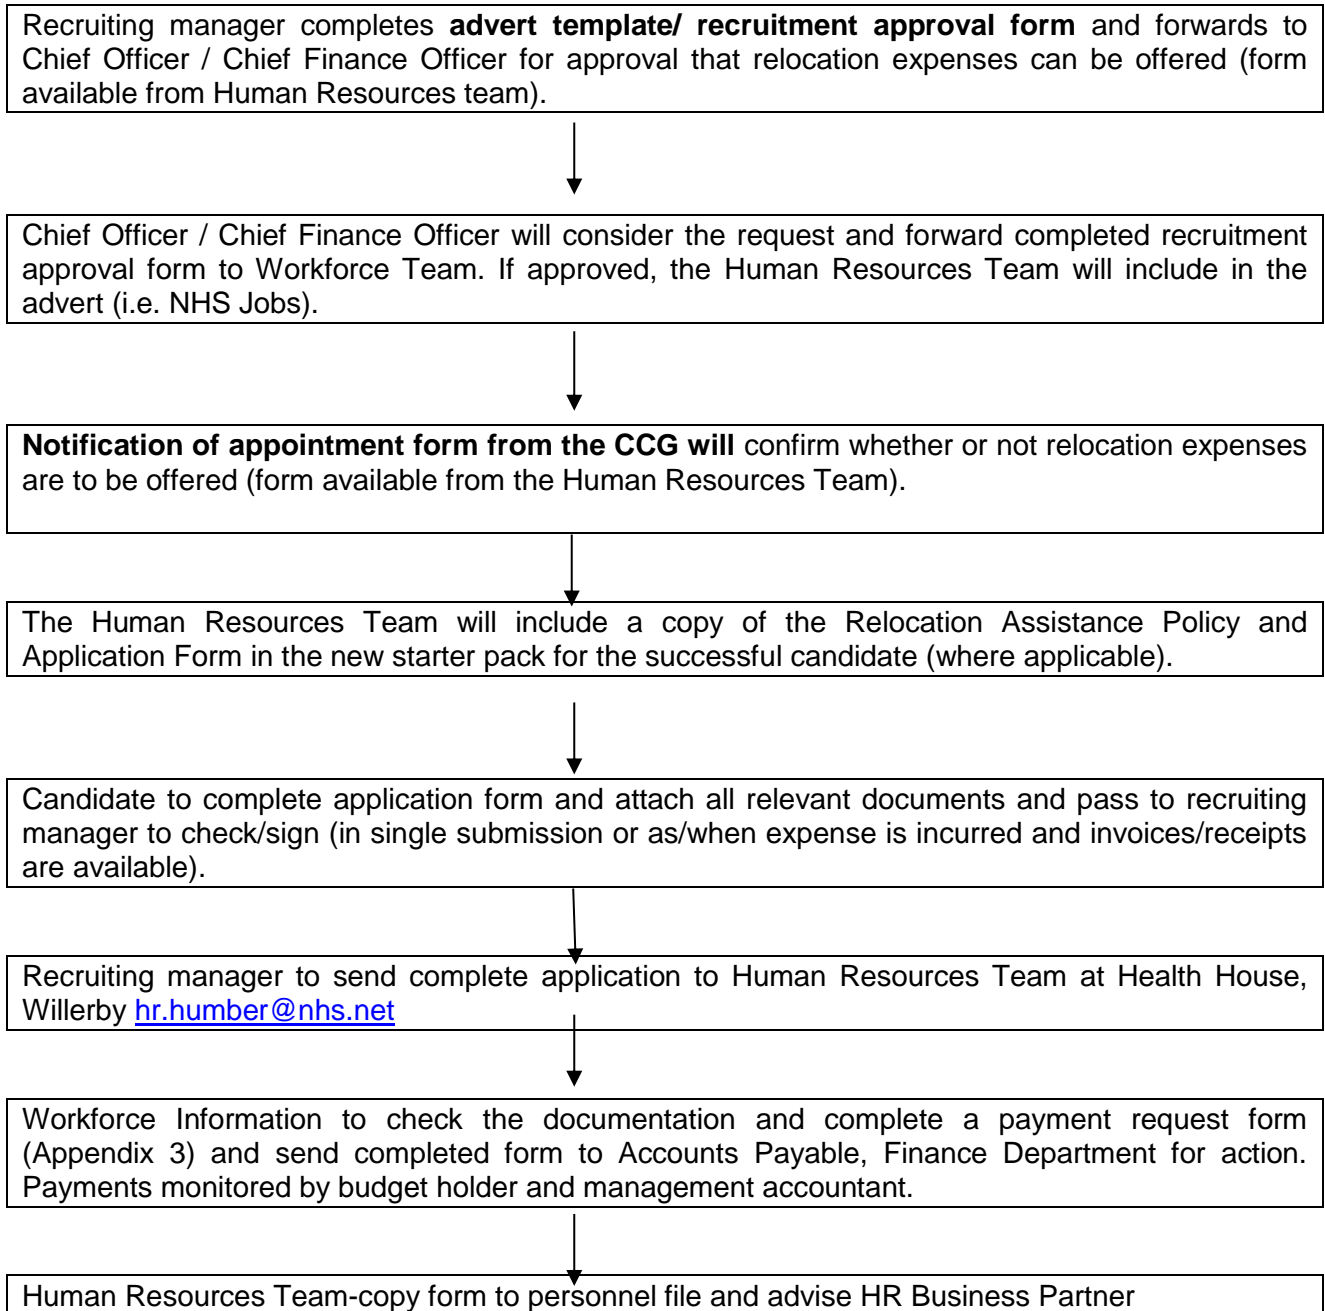 Recruiting manager completes advert template/ recruitment approval form and forwards to
Chief Officer / Chief Finance Officer for approval that relocation expenses can be offered (form
available from Human Resources team).
Chief Officer / Chief Finance Officer will consider the request and forward completed recruitment
approval form to Workforce Team. If approved, the Human Resources Team will include in the
advert (i.e. NHS Jobs).
Notification of appointment form from the CCG will confirm whether or not relocation expenses
are to be offered (form available from the Human Resources Team).
The Human Resources Team will include a copy of the Relocation Assistance Policy and
Application Form in the new starter pack for the successful candidate (where applicable).
Candidate to complete application form and attach all relevant documents and pass to recruiting
manager to check/sign (in single submission or as/when expense is incurred and invoices/receipts
are available).
Recruiting manager to send complete application to Human Resources Team at Health House,
Willerby hr.humber@nhs.net
Workforce Information to check the documentation and complete a payment request form
(Appendix 3) and send completed form to Accounts Payable, Finance Department for action.
Payments monitored by budget holder and management accountant.
Human Resources Team-copy form to personnel file and advise HR Business Partner